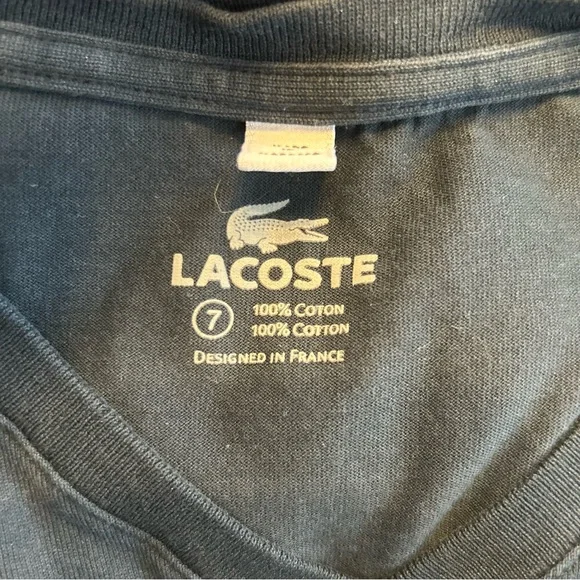 LACOSTE
7
100% COTON
100% COTTON
DESIGNED IN FRANCE